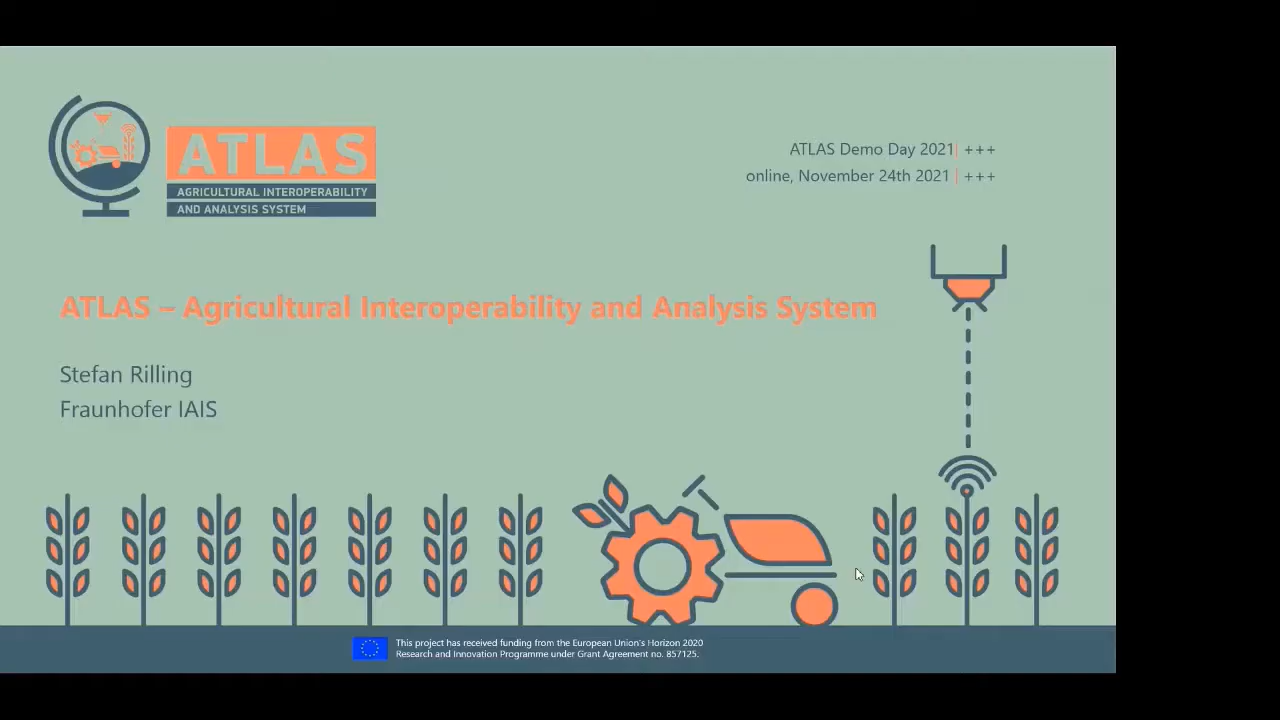 ATLAS
AGRICULTURAL INTEROPERABILITY
AND ANALYSIS SYSTEM
ATLAS Demo Day 2021| +++
online, November 24th 2021 | +++
ATLAS – Agricultural Interoperability and Analysis System
Stefan Rilling
Fraunhofer IAIS
This project has received funding from the European Union's Horizon 2020
Research and Innovation Programme under Grant Agreement no. 857125.